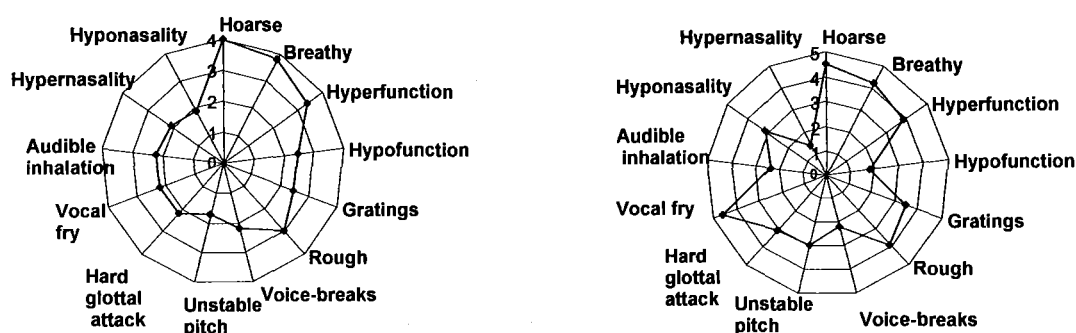 Hoarse
Hyponasality
4
Breathy
Hypernasality
3
Hyperfunction
2
Audible
inhalation
1
Hypofunction
0
Vocal
fry
Gratings
Hard
glottal
attack
Rough
Unstable
pitch
Voice-breaks
Hypernasality
Hoarse
5
Breathy
Hyponasality
4
Hyperfunction
3
Audible
inhalation
2
Hypofunction
1
0
Vocal fry
Gratings
Hard
glottal
attack
Rough
Unstable
pitch
Voice-breaks